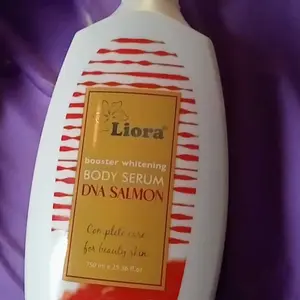 Liora®
booster whitening
BODY SERUM
DNA SALMON
Complete care
for beauty skin